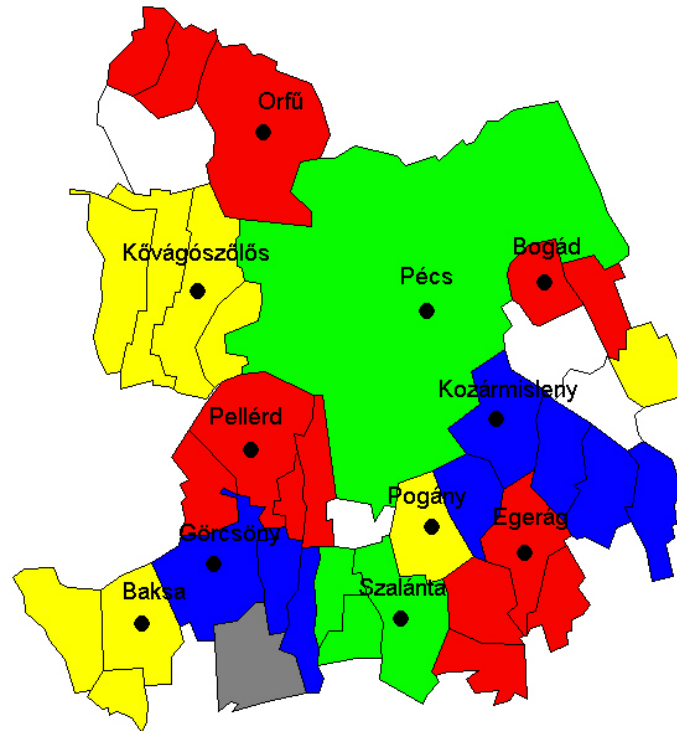 Orfű
Kővágószőlős
Bogád
Pécs
Kozármisleny
Pellérd
Pogány
Egerág
Görcsöny
Baksa
Szalánta